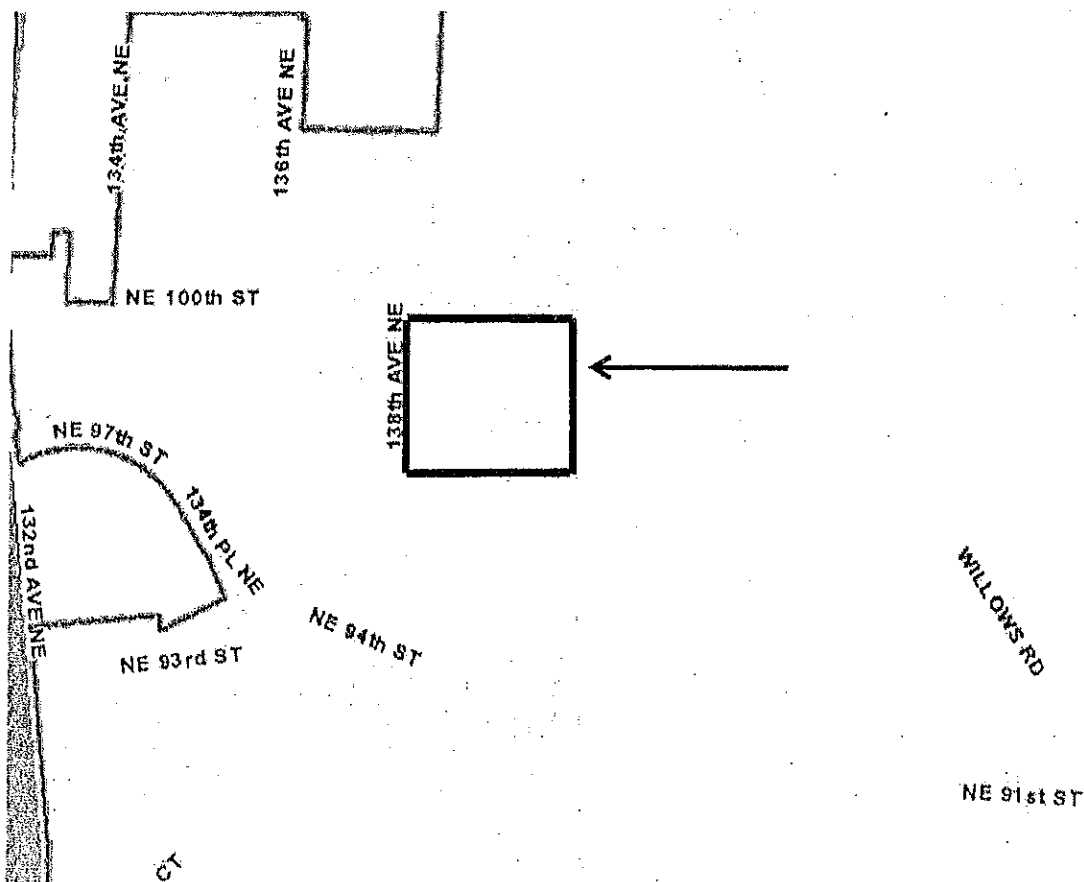 134th AVE NE
136th AVE NE
NE 100th ST
138th AVE NE
NE 97th ST
134th PL NE
132nd AVE NE
NE 94th ST
NE 93rd ST
WILLOWS RD
NE 91st ST
CT